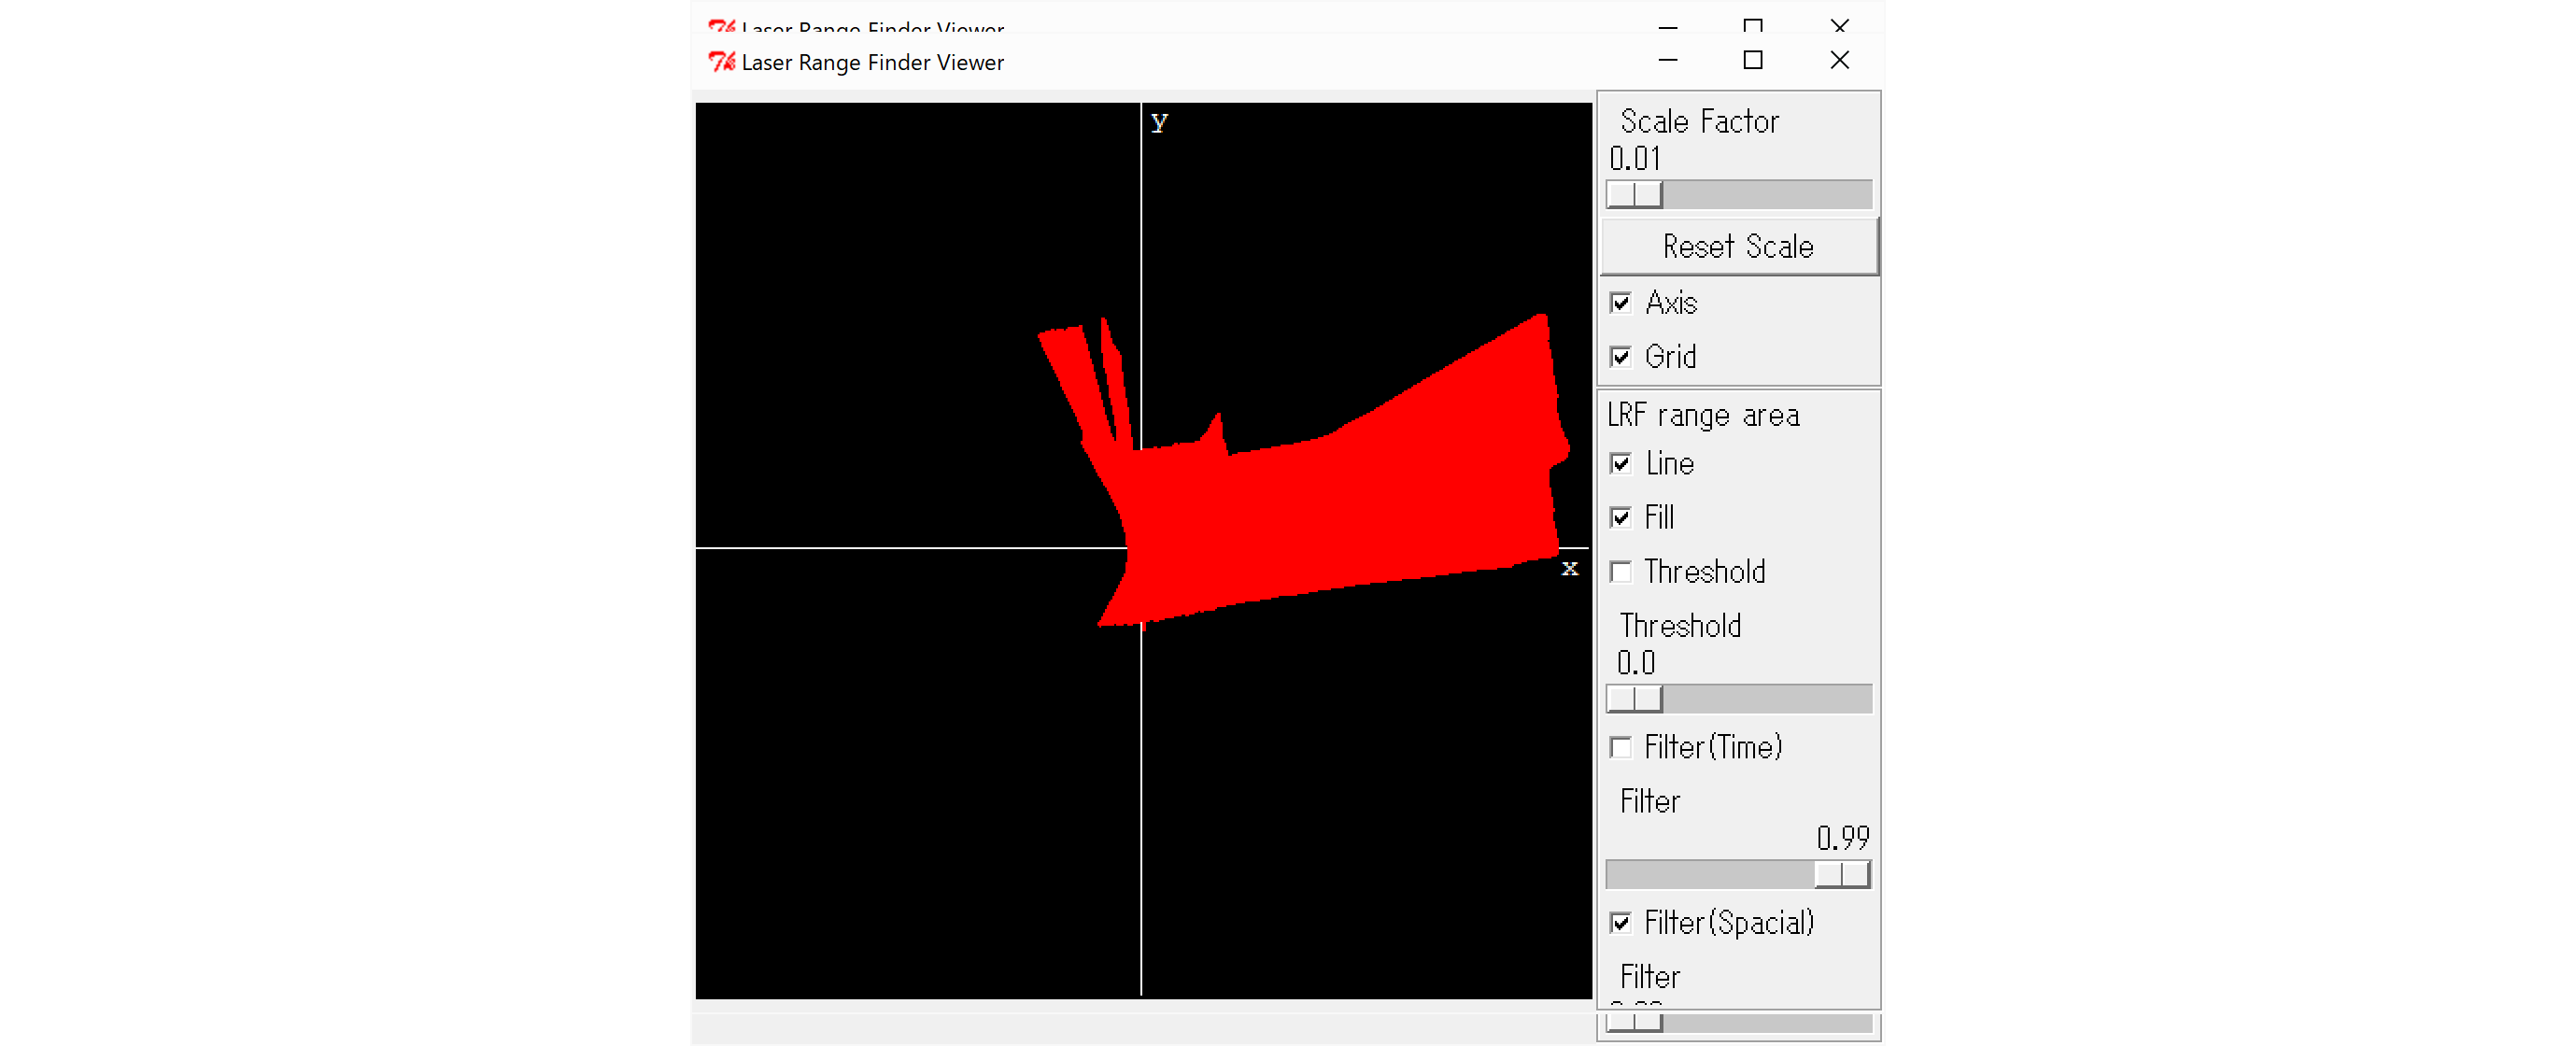 Laser Range Finder Viewer
Laser Range Finder Viewer
y
x
Scale Factor
0.01
Reset Scale
Axis
Grid
LRF range area
Line
Fill
Threshold
Threshold
0.0
Filter(Time)
Filter
0.99
Filter(Spacial)
Filter